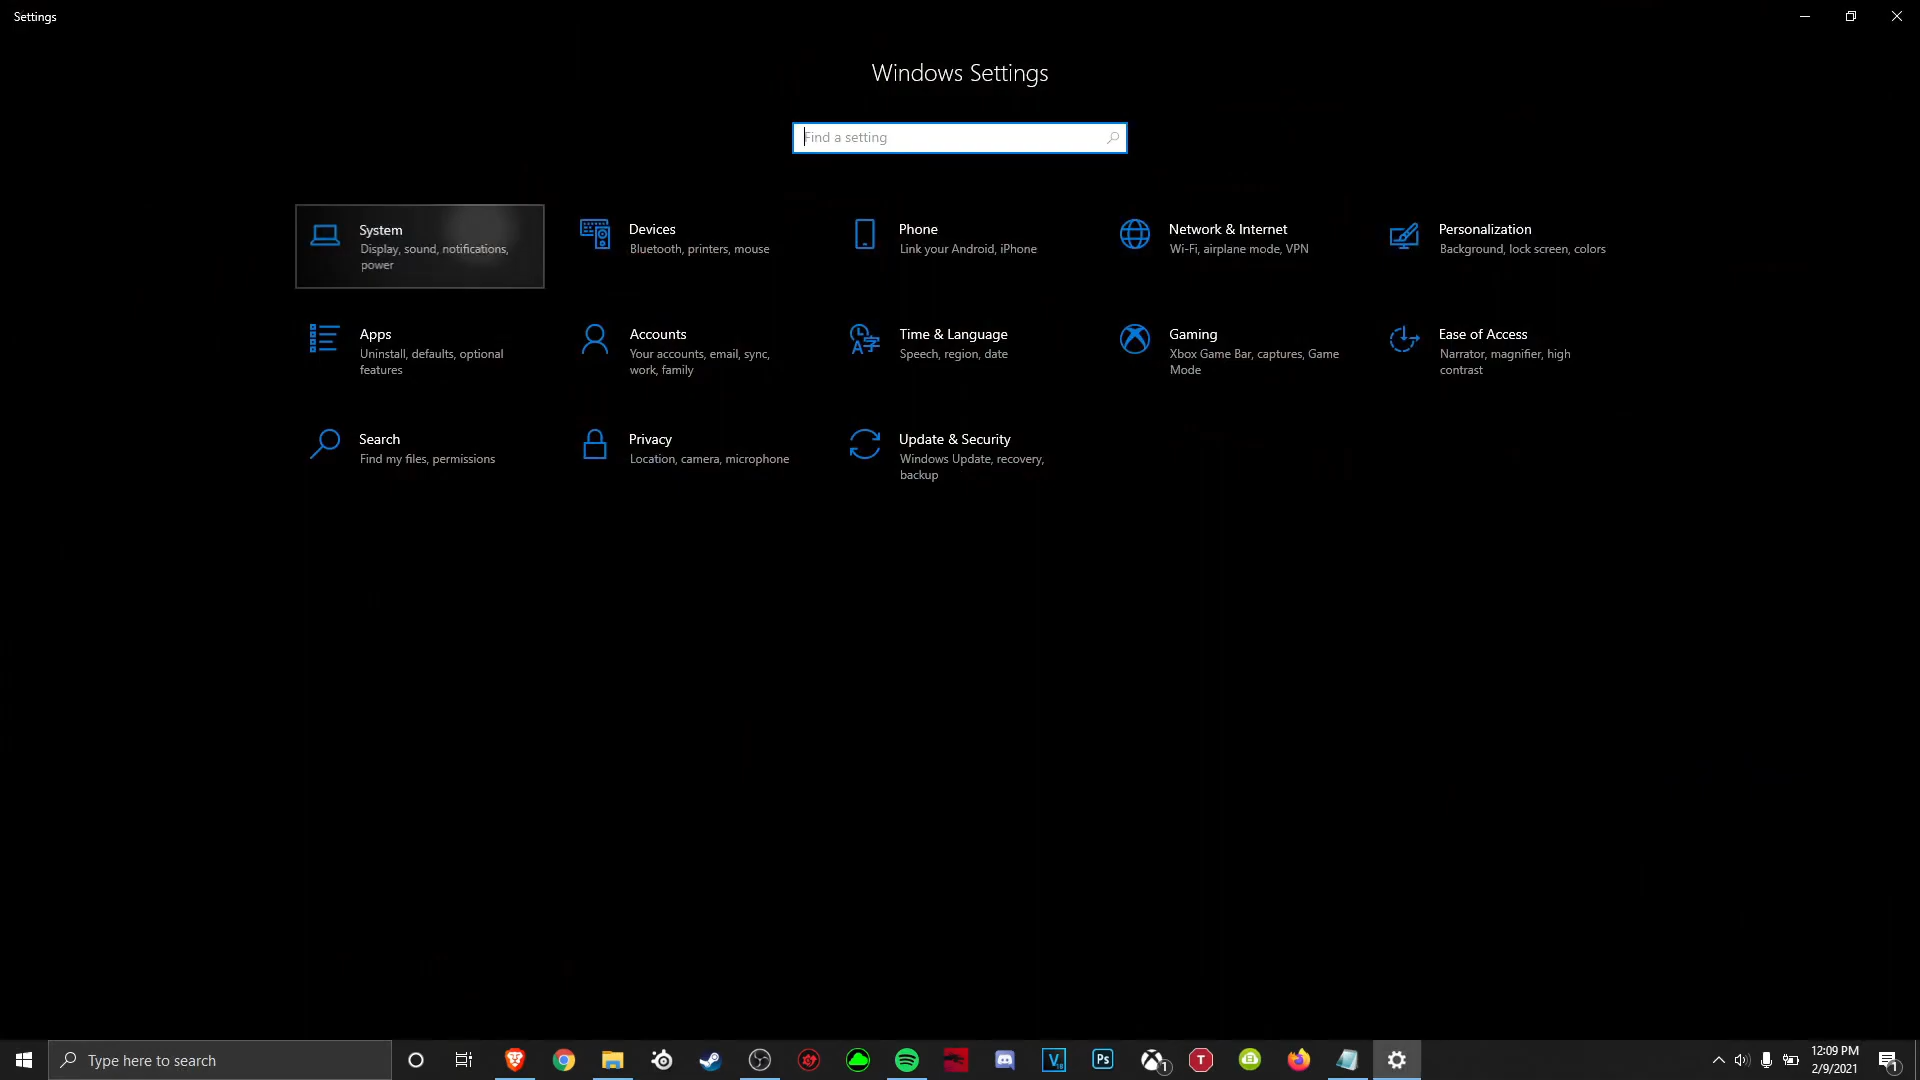 Settings
Windows Settings
Find a setting
System
Display, sound, notifications,
power
Devices
Bluetooth, printers, mouse
Phone
Link your Android, iPhone
Network & Internet
Wi-Fi, airplane mode, VPN
Personalization
Background, lock screen, colors
Apps
Uninstall, defaults, optional
features
Accounts
Your accounts, email, sync,
work, family
Time & Language
Speech, region, date
Gaming
Xbox Game Bar, captures, Game
Mode
Ease of Access
Narrator, magnifier, high
contrast
Search
Find my files, permissions
Privacy
Location, camera, microphone
Update & Security
Windows Update, recovery,
backup
Type here to search
Ps
1
T
12:09 PM
2/9/2021
1